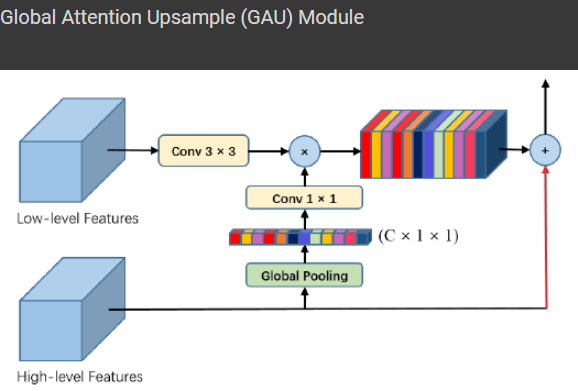 Global Attention Upsample (GAU) Module
Conv 3 × 3
×
+
Conv 1 × 1
Low-level Features
(C × 1 × 1)
Global Pooling
High-level Features